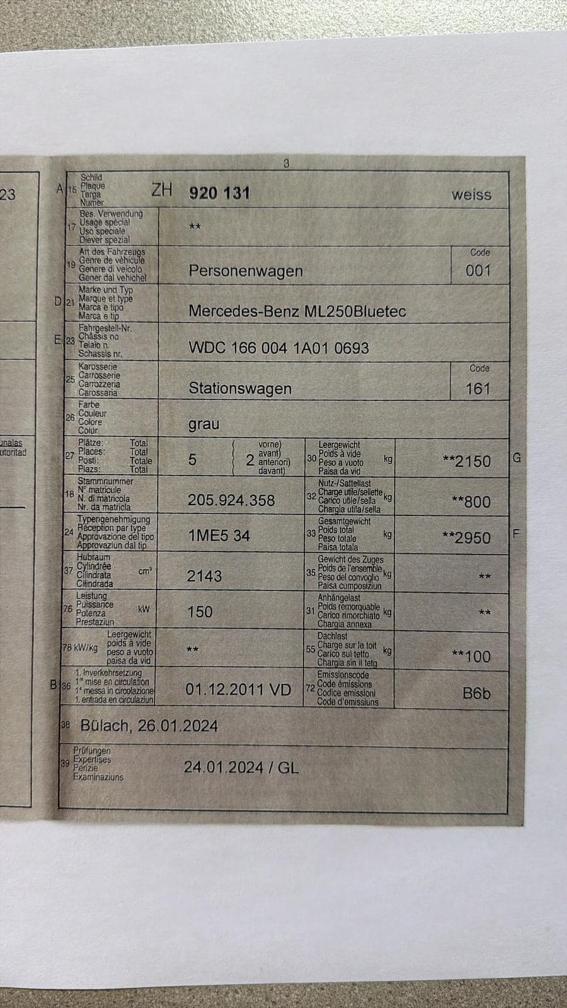 3
23
A 15 Schild
Plaque
Targa
Numer
ZH 920 131 weiss
17 Bes. Verwendung
Usage spécial
Uso speciale
Diever spezial
**
19 Art des Fahrzeugs
Genre de véhicule
Genere di veicolo
Gener dal vehichel
Personenwagen
Code
001
D 21 Marke und Typ
Marque et type
Marca e tipo
Marca e tip
Mercedes-Benz ML250Bluetec
E 23 Fahrgestell-Nr.
Châssis no
Telaio n.
Schassis nr.
WDC 166 004 1A01 0693
25 Karosserie
Carrosserie
Carrozzeria
Carossaria
Stationswagen
Code
161
26 Farbe
Couleur
Colore
Colur
grau
27 Plätze: Total
Places: Total
Posti: Totale
Plazs: Total
5
2
vorne)
avant)
anteriori)
davant)
30 Leergewicht
Poids à vide
Peso a vuoto
Paisa da vid
kg
**2150
G
18 Stammnummer
N° matricule
N. di matricola
Nr. da matricla
205.924.358
32 Nutz-/Sattellast
Charge utile/sellette
Carico utile/sella
Chargia utila/sella
kg
**800
24 Typengenehmigung
Réception par type
Approvazione del tipo
Approvaziun dal tip
1ME5 34
33 Gesamtgewicht
Poids total
Peso totale
Paisa totala
kg
**2950
F
37 Hubraum
Cylindrée
Cilindrata
Cilindrada
cm³
2143
35 Gewicht des Zuges
Poids de l'ensemble
Peso del convoglio
Paisa cumposiziun
kg
**
76 Leistung
Puissance
Potenza
Prestaziun
kW
150
31 Anhängelast
Poids remorquable
Carico rimorchiato
Chargia annexa
kg
**
78 kW/kg
Leergewicht
poids à vide
peso a vuoto
paisa da vid
**
55 Dachlast
Charge sur le toit
Carico sul tetto
Chargia sin il tetg
kg
**100
B 36 1. Inverkehrsetzung
1re mise en circulation
1a messa in circolazione
1. entrada en circulaziun
01.12.2011 VD
72 Emissionscode
Code émissions
Codice emissioni
Code d'emissiuns
B6b
38 Bülach, 26.01.2024
39 Prüfungen
Expertises
Perizie
Examinaziuns
24.01.2024 / GL